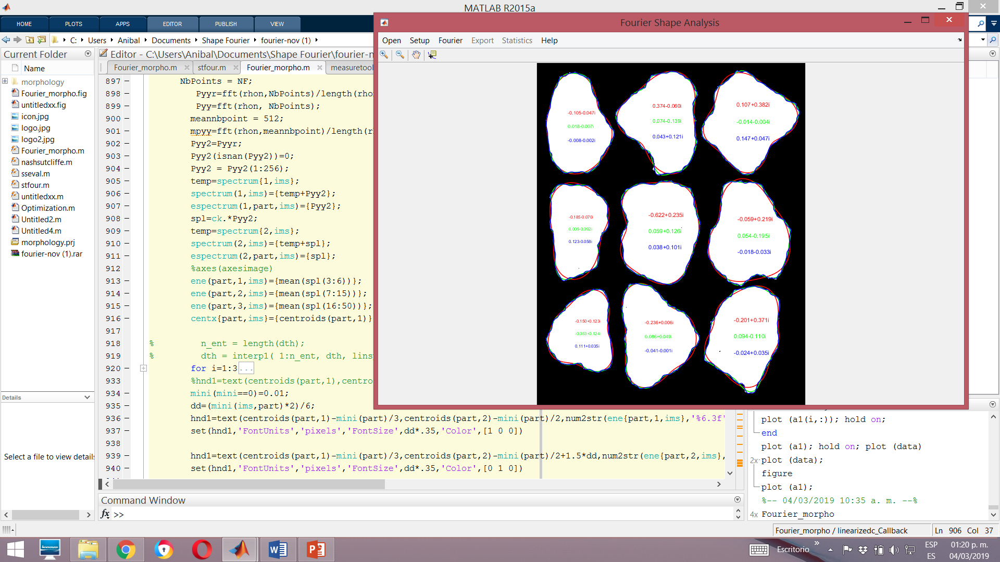 MATLAB R2015a
HOME
PLOTS
APPS
EDITOR
PUBLISH
VIEW
C: Users Anibal Documents Shape Fourier fourier-nov (1)
Current Folder
Name
morphology
Fourier_morpho.fig
untitledxx.fig
icon.jpg
logo.jpg
logo2.jpg
Fourier_morpho.m
nashsutcliffe.m
sseval.m
stfour.m
untitledxx.m
Optimization.m
Untitled2.m
Untitled4.m
morphology.prj
fourier-nov (1).rar
Details
Select a file to view details
Editor - C:\Users\Anibal\Documents\Shape Fourier\fourier-n
Fourier_morpho.m
stfour.m
Fourier_morpho.m
measuretool
897 NbPoints = NF;
898 Pyyr=fft(rhon,NbPoints)/length(rho
899 Pyy=fft(rhon, NbPoints);
900 meannbpoint = 512;
901 mpyy=fft(rhon,meannbpoint)/length(r
902 Pyy2=Pyyr;
903 Pyy2(isnan(Pyy2))=0;
904 Pyy2 = Pyy2(1:256);
905 temp=spectrum{1,ims};
906 spectrum(1,ims)={temp+Pyy2};
907 espectrum(1,part,ims)={Pyy2};
908 spl=ck.*Pyy2;
909 temp=spectrum{2,ims};
910 spectrum(2,ims)={temp+spl};
911 espectrum(2,part,ims)={spl};
912 %axes(axesimage)
913 ene(part,1,ims)={mean(spl(3:6))};
914 ene(part,2,ims)={mean(spl(7:15))};
915 ene(part,3,ims)={mean(spl(16:50))};
916 centx{part,ims}={centroids(part,1)}
917
918 % n_ent = length(dth);
919 % dth = interp1( 1:n_ent, dth, lins
920 for i=1:3...
933 %hnd1=text(centroids(part,1),centro
934 mini(mini==0)=0.01;
935 dd=(mini(ims,part)*2)/6;
936 hnd1=text(centroids(part,1)-mini(part)/3,centroids(part,2)-mini(part)/2,num2str(ene{part,1,ims},'%6.3f'
937 set(hnd1,'FontUnits','pixels','FontSize',dd*.35,'Color',[1 0 0])
938
939 hnd1=text(centroids(part,1)-mini(part)/3,centroids(part,2)-mini(part)/2+1.5*dd,num2str(ene{part,2,ims},
940 set(hnd1,'FontUnits','pixels','FontSize',dd*.35,'Color',[0 1 0])
Command Window
fx >>
Fourier Shape Analysis
Open Setup Fourier Export Statistics Help
-0.105-0.047i
0.018-0.007i
-0.008-0.002i
0.374-0.060i
0.074-0.139i
0.043+0.121i
0.107+0.382i
-0.014-0.004i
0.147+0.047i
-0.185-0.070i
0.009-0.092i
0.123-0.058i
-0.622+0.235i
0.059+0.126i
0.038+0.101i
-0.059+0.219i
0.054-0.195i
-0.018-0.033i
-0.150+0.123i
-0.053+0.124i
0.111+0.035i
-0.236+0.006i
0.086+0.049i
-0.041-0.001i
-0.201+0.371i
0.094-0.110i
-0.024+0.035i
plot (a1(i,:)); hold on;
end
plot (a1); hold on; plot (data)
2x plot (data);
figure
plot (a1);
%-- 04/03/2019 10:35 a. m. --%
4x Fourier_morpho
Fourier_morpho / linearizedc_Callback
Ln 906 Col 37
Escritorio
ESP
ES
01:20 p. m.
04/03/2019